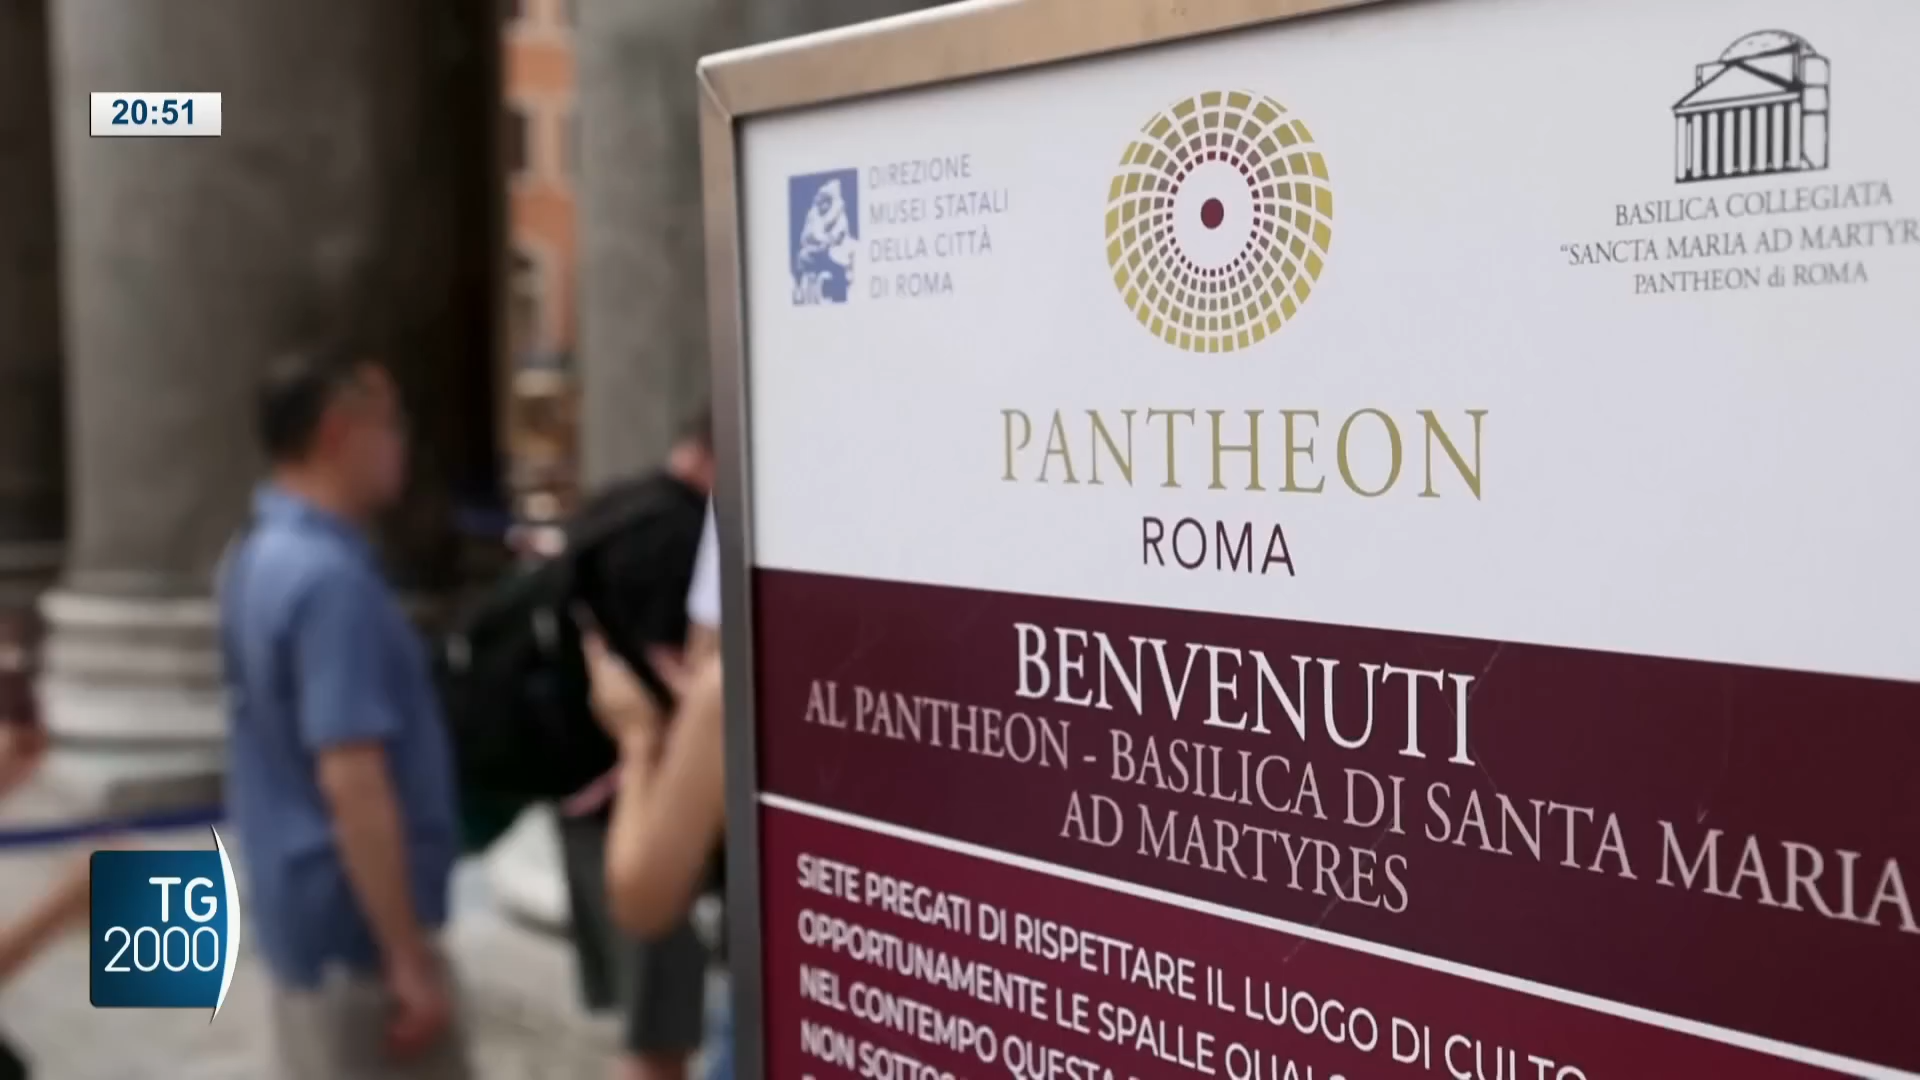 20:51
DIREZIONE
MUSEI STATALI
DELLA CITTÀ
DI ROMA
MIC
BASILICA COLLEGIATA
"SANCTA MARIA AD MARTYR
PANTHEON di ROMA
PANTHEON
ROMA
BENVENUTI
AL PANTHEON - BASILICA DI SANTA MARIA
AD MARTYRES
SIETE PREGATI DI RISPETTARE IL LUOGO DI CULTO
OPPORTUNAMENTE LE SPALLE
NEL CONTEMPO
NON
TG
2000